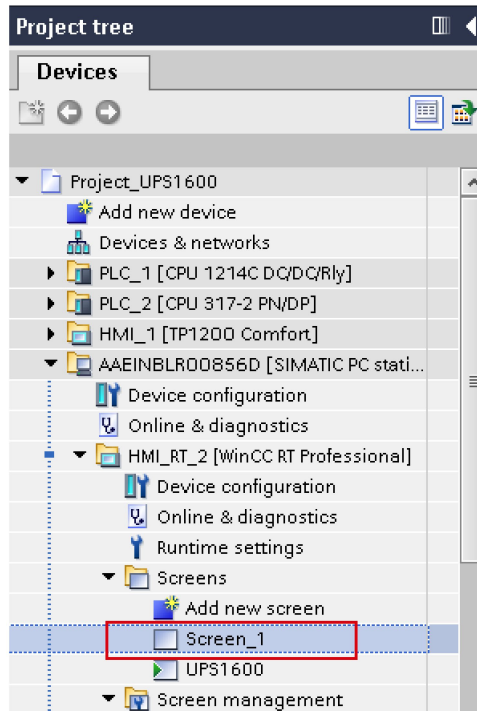 Project tree
Devices
Project_UPS1600
Add new device
Devices & networks
PLC_1 [CPU 1214C DC/DC/Rly]
PLC_2 [CPU 317-2 PN/DP]
HMI_1 [TP1200 Comfort]
AAEINBLR00856D [SIMATIC PC stati...
Device configuration
Online & diagnostics
HMI_RT_2 [WinCC RT Professional]
Device configuration
Online & diagnostics
Runtime settings
Screens
Add new screen
Screen_1
UPS1600
Screen management